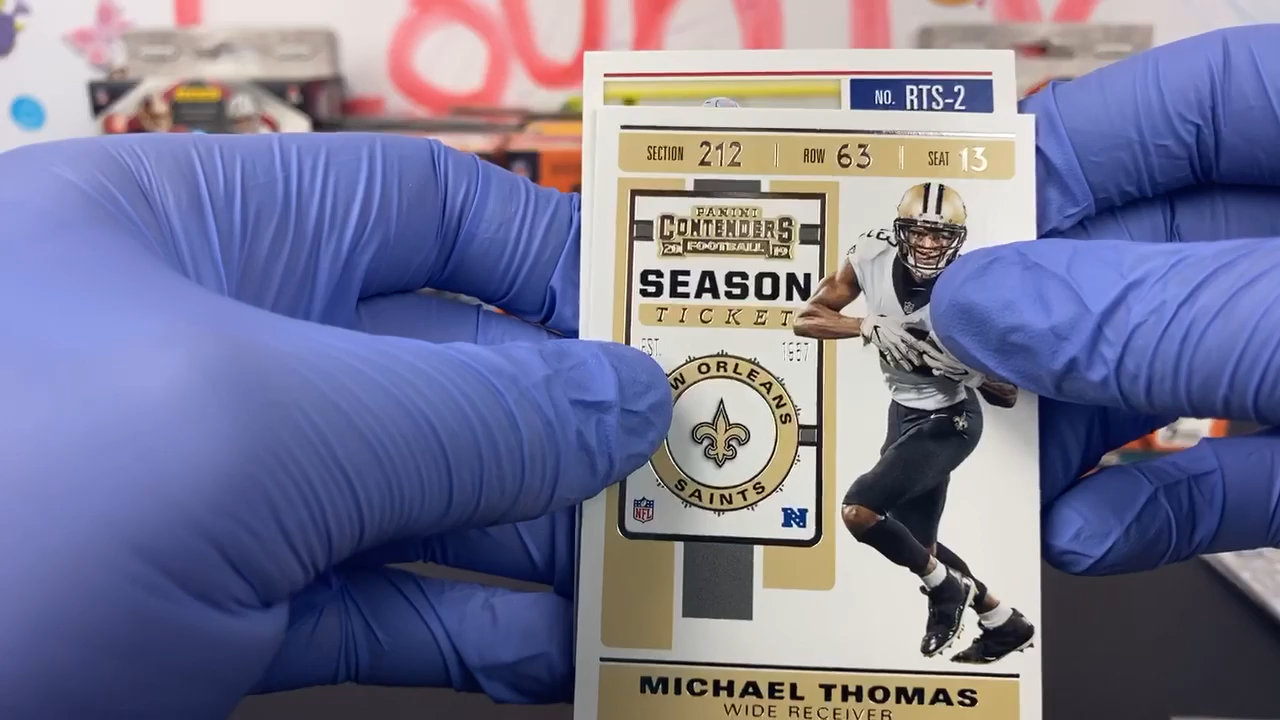 NO. RTS-2
SECTION 212 ROW 63 SEAT 13
PANINI
CONTENDERS
20 FOOTBALL 19
SEASON
TICKET
EST. 1967
W ORLEANS
SAINTS
NFL
N
MICHAEL THOMAS
WIDE RECEIVER